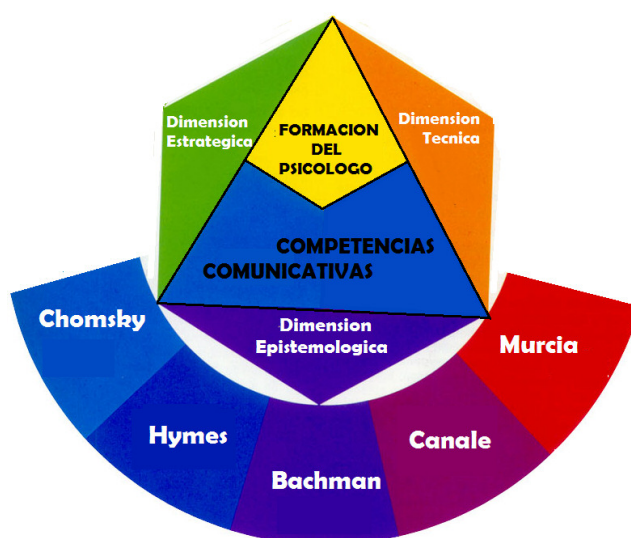 Dimension
Estrategica
FORMACION
DEL
PSICOLOGO
Dimension
Tecnica
COMPETENCIAS
COMUNICATIVAS
Dimension
Epistemologica
Chomsky
Hymes
Bachman
Canale
Murcia